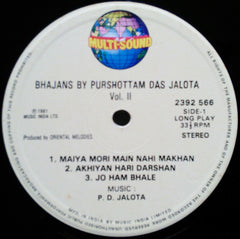 MULTI-SOUND
BHAJANS BY PURSHOTTAM DAS JALOTA
Vol. II
℗ 1981
MUSIC INDIA LTD.
2392 566
SIDE-1
LONG PLAY
33⅓ RPM
Produced by ORIENTAL MELODIES
STEREO
1. MAIYA MORI MAIN NAHI MAKHAN
2. AKHIYAN HARI DARSHAN
3. JO HAM BHALE
MUSIC :
P. D. JALOTA